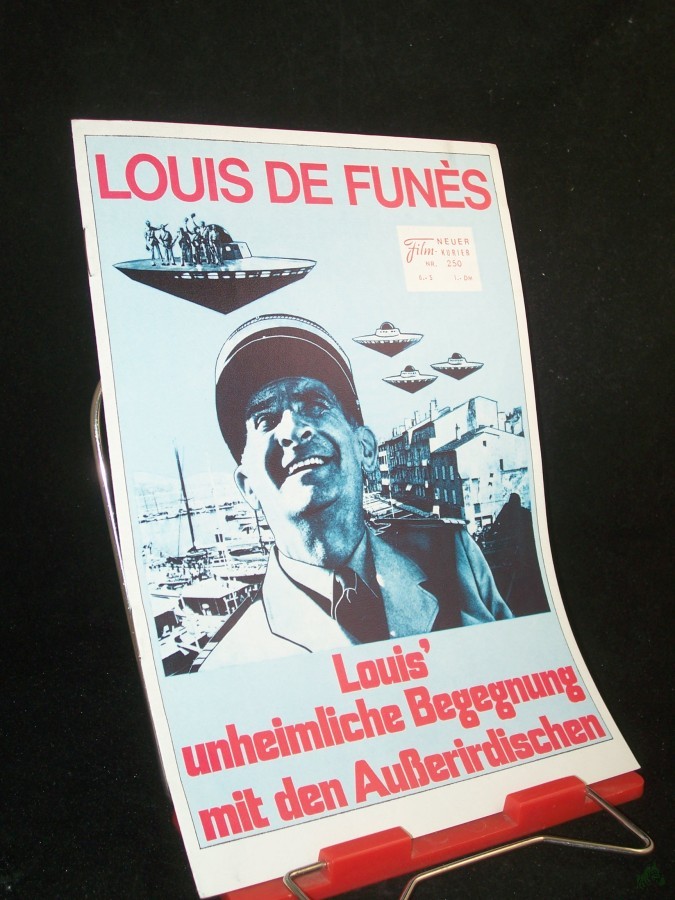 LOUIS DE FUNÈS
NEUER
Film-KURIER
NR. 250
Louis'
unheimliche Begegnung
mit den Außerirdischen